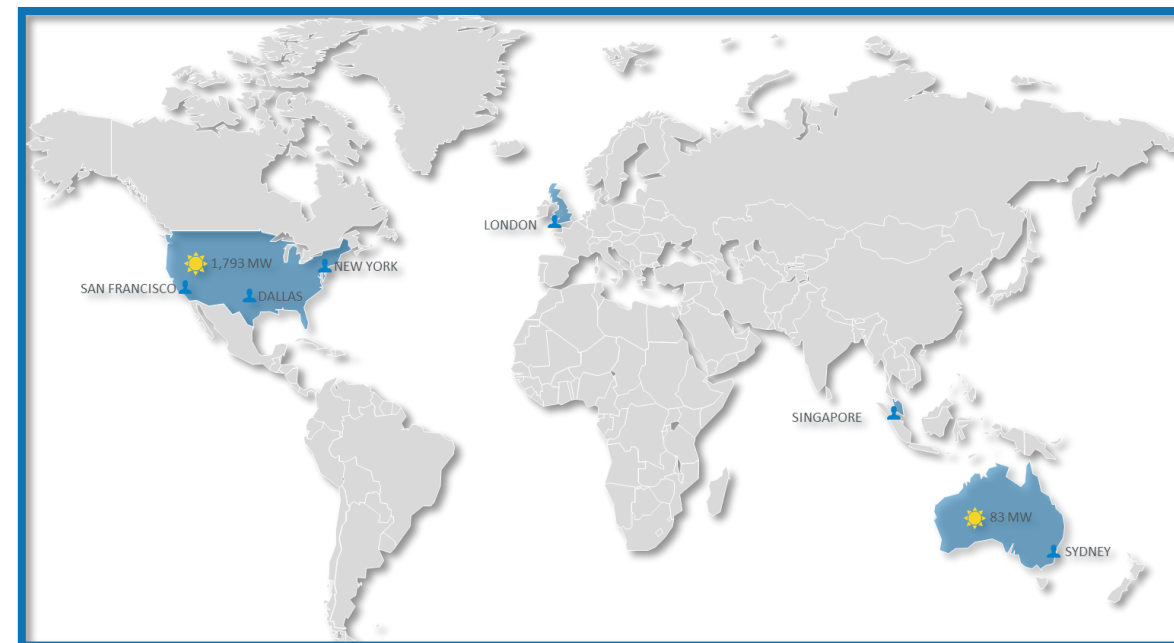 LONDON
1,793 MW
NEW YORK
SAN FRANCISCO
DALLAS
SINGAPORE
83 MW
SYDNEY